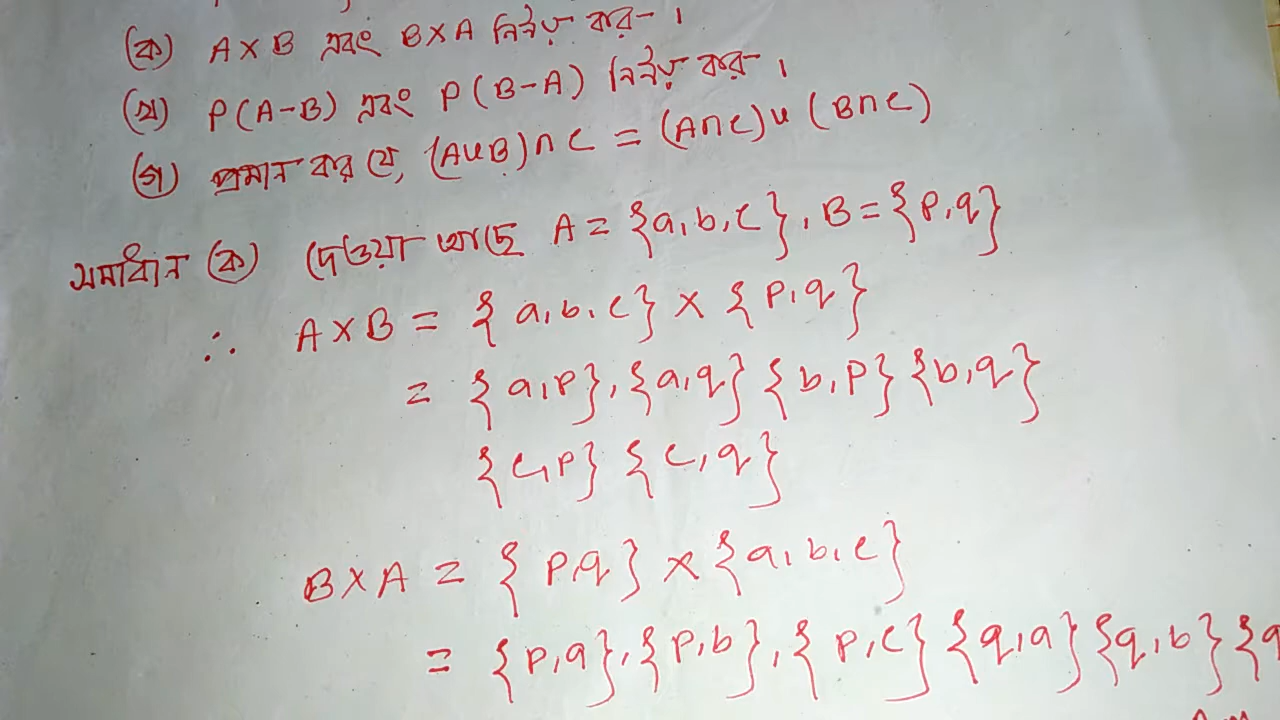 (ক) A × B এবং B × A নির্ণয় কর।
(খ) P(A-B) এবং P(B-A) নির্ণয় কর।
(গ) প্রমান কর যে, (A∪B)∩C = (A∩C)∪(B∩C)
সমাধান (ক) দেওয়া আছে A = {a,b,c}, B = {p,q}
∴ A×B = {a,b,c} × {p,q}
= {a,p},{a,q} {b,p} {b,q}
{c,p} {c,q}
B×A = {p,q} × {a,b,c}
= {p,a},{p,b},{p,c} {q,a} {q,b} {q